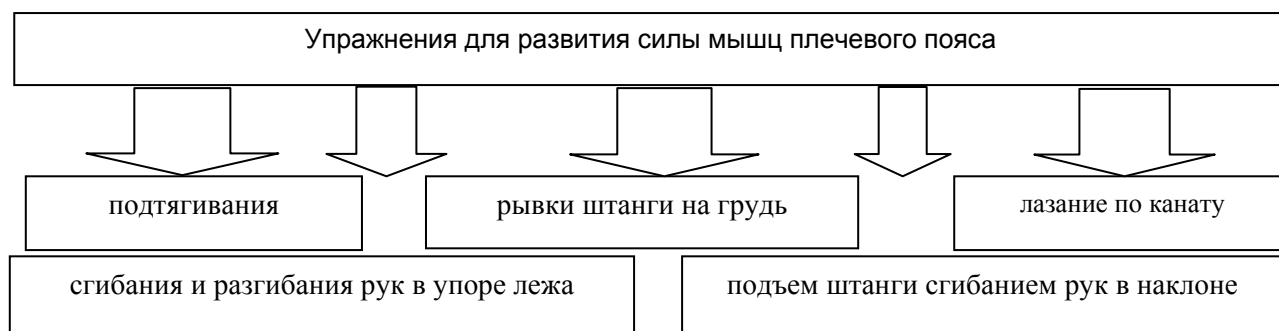 Упражнения для развития силы мышц плечевого пояса
подтягивания
рывки штанги на грудь
лазание по канату
сгибания и разгибания рук в упоре лежа
подъем штанги сгибанием рук в наклоне